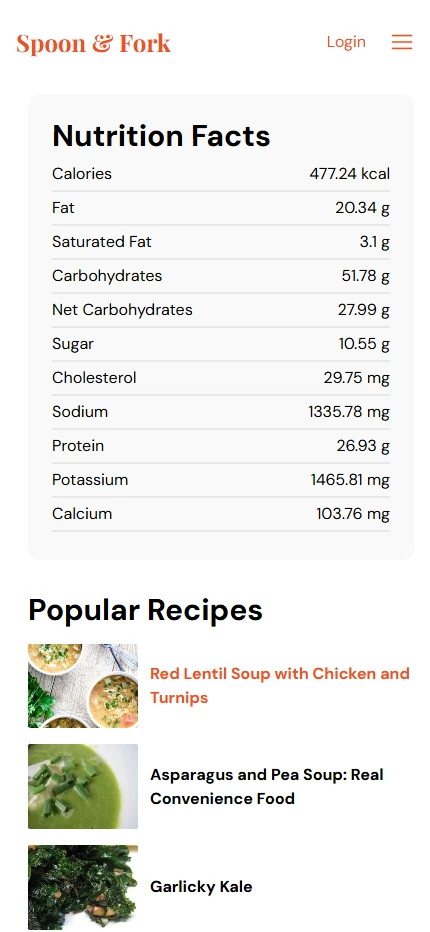 Spoon & Fork
Login
Nutrition Facts
Calories 477.24 kcal
Fat 20.34 g
Saturated Fat 3.1 g
Carbohydrates 51.78 g
Net Carbohydrates 27.99 g
Sugar 10.55 g
Cholesterol 29.75 mg
Sodium 1335.78 mg
Protein 26.93 g
Potassium 1465.81 mg
Calcium 103.76 mg
Popular Recipes
Red Lentil Soup with Chicken and
Turnips
Asparagus and Pea Soup: Real
Convenience Food
Garlicky Kale